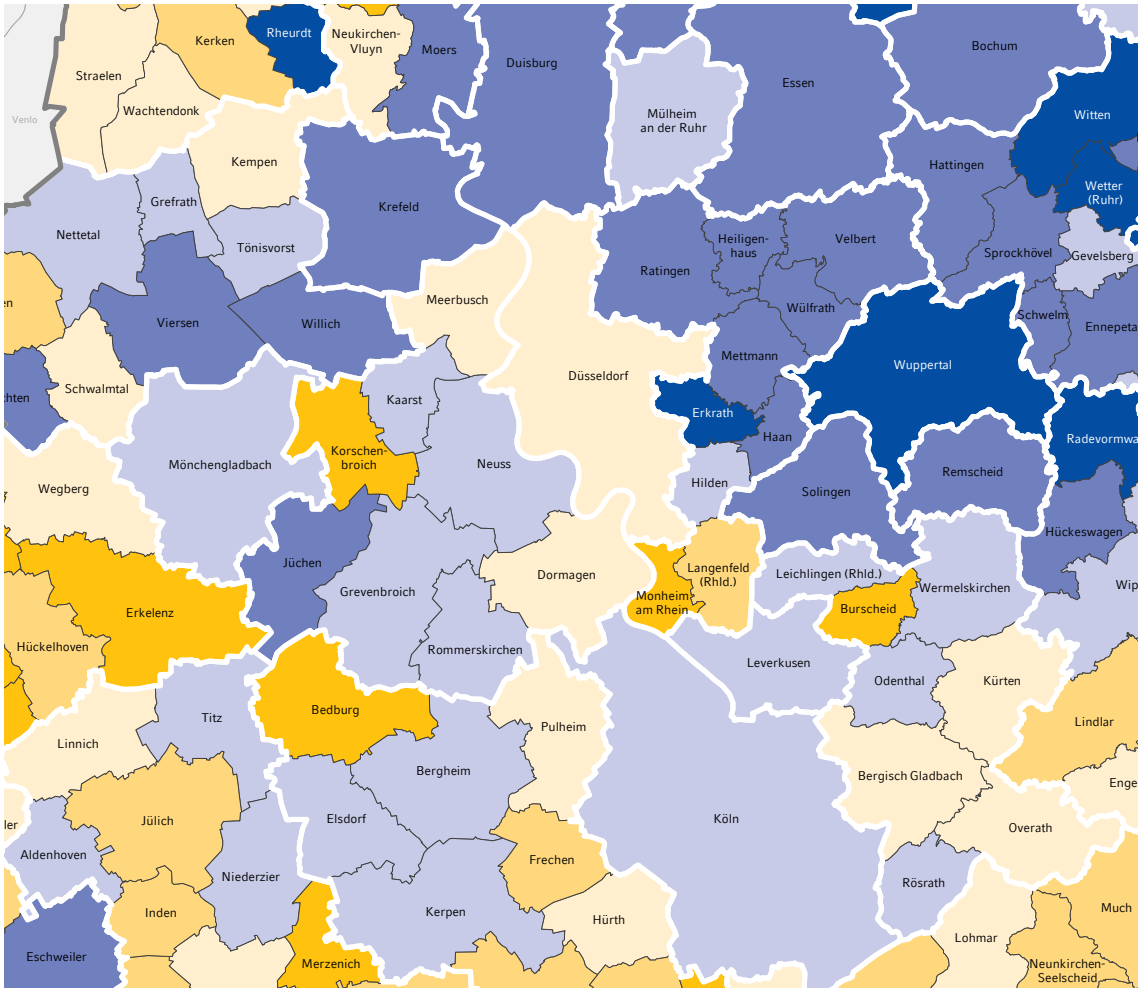 Rheurdt
Kerken
Neukirchen-
Vluyn
Moers
Duisburg
Bochum
Straelen
Essen
Wachtendonk
Venlo
Mülheim
an der Ruhr
Witten
Kempen
Hattingen
Wetter
(Ruhr)
Grefrath
Krefeld
Nettetal
Tönisvorst
Heiligen-
haus
Velbert
Sprockhövel
Gevelsberg
Ratingen
en
Meerbusch
Wülfrath
Viersen
Willich
Schwelm
Ennepeta
Mettmann
Wuppertal
Düsseldorf
Schwalmtal
hten
Kaarst
Erkrath
Haan
Radevormwa
Korschen-
broich
Mönchengladbach
Neuss
Remscheid
Hilden
Solingen
Wegberg
Hückeswagen
Jüchen
Langenfeld
(Rhld.)
Dormagen
Leichlingen (Rhld.)
Wip
Grevenbroich
Monheim
am Rhein
Wermelskirchen
Erkelenz
Burscheid
Hückelhoven
Rommerskirchen
Leverkusen
Odenthal
Kürten
Bedburg
Titz
Lindlar
Pulheim
Linnich
Bergheim
Bergisch Gladbach
Enge
Elsdorf
Jülich
Köln
ler
Overath
Aldenhoven
Frechen
Niederzier
Rösrath
Inden
Kerpen
Hürth
Much
Lohmar
Eschweiler
Merzenich
Neunkirchen-
Seelscheid